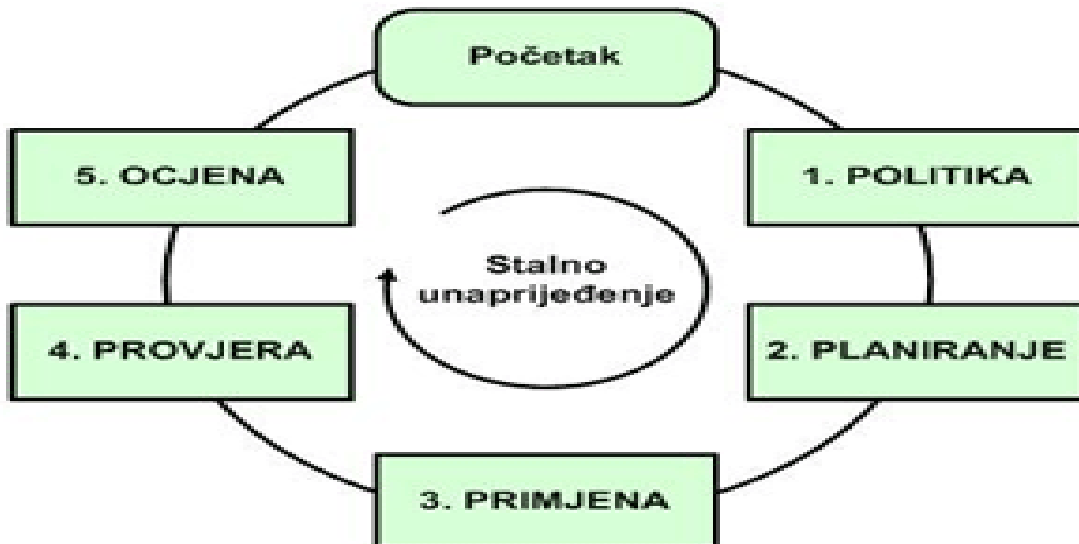 Početak
1. POLITIKA
2. PLANIRANJE
3. PRIMJENA
4. PROVJERA
5. OCJENA
Stalno
unaprijeđenje